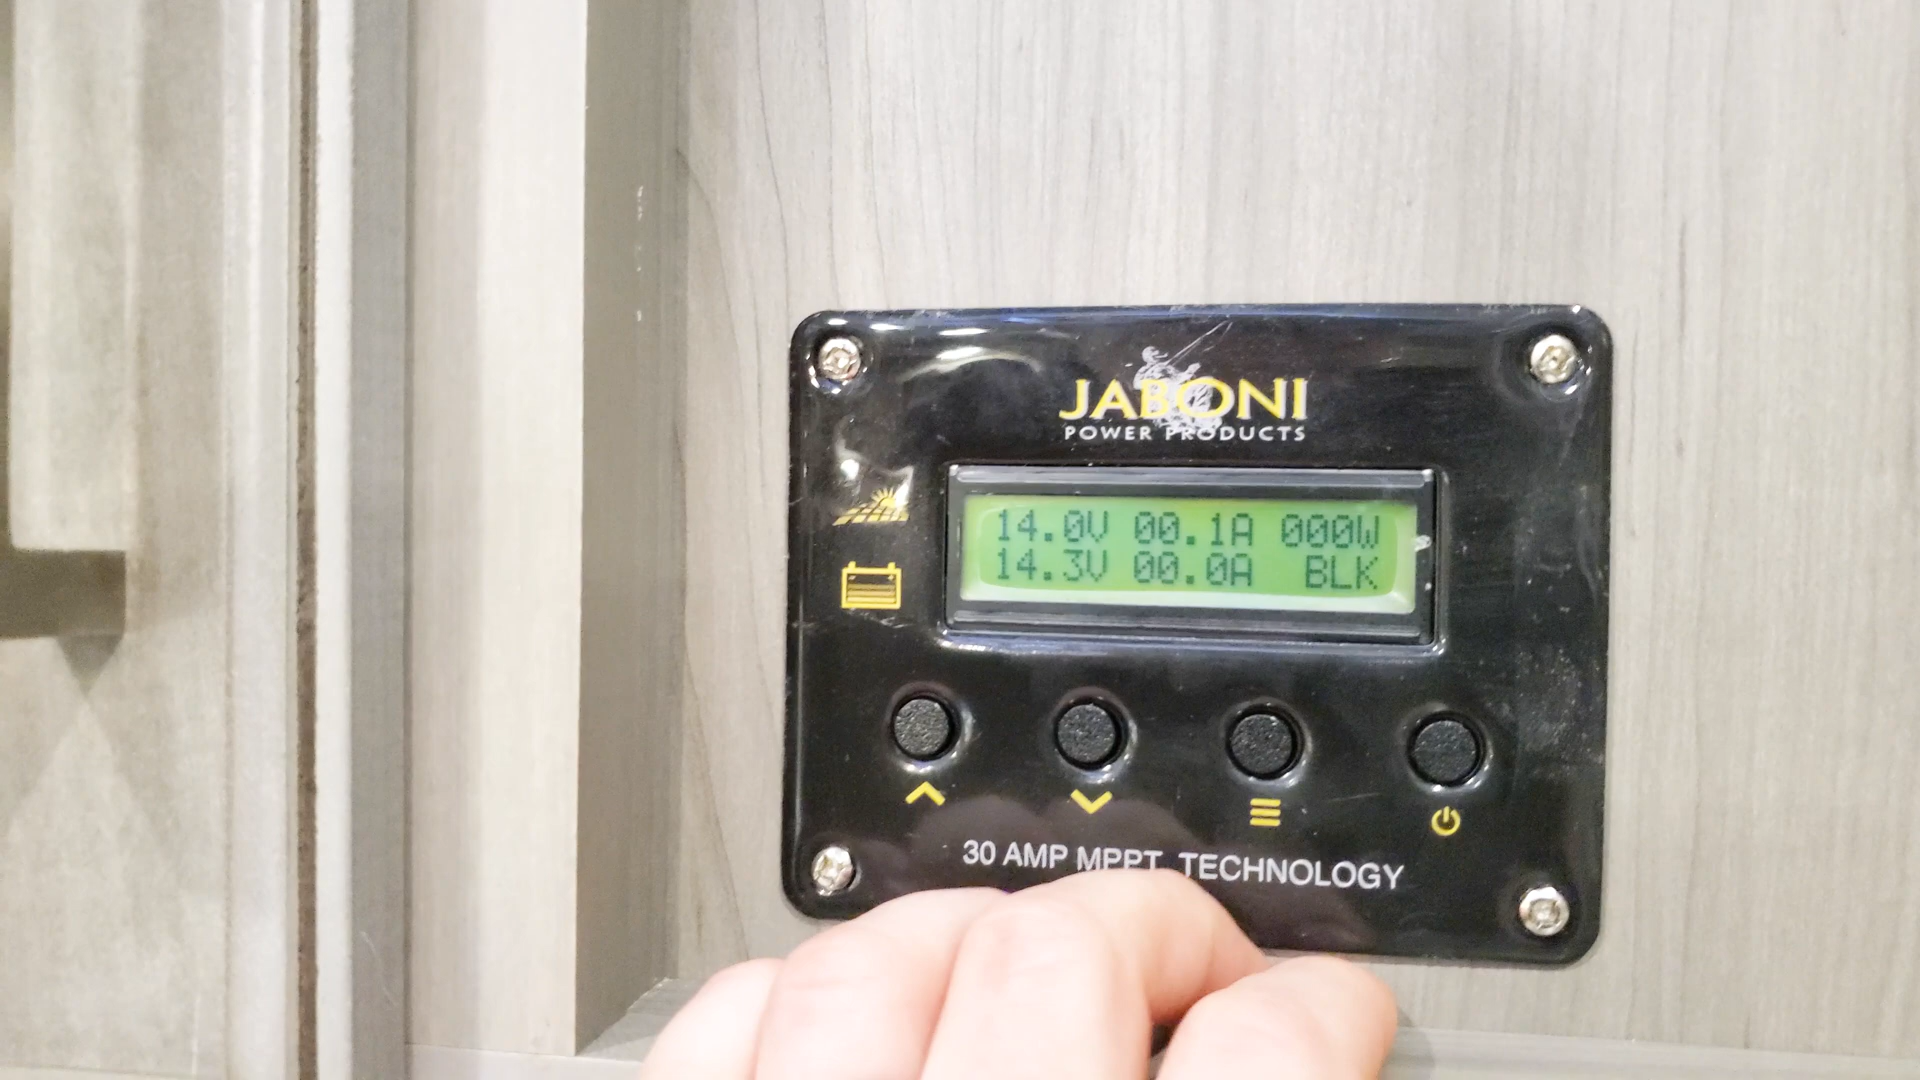 JABONI
POWER PRODUCTS
14.0V 00.1A 000W
14.3V 00.0A BLK
30 AMP MPPT TECHNOLOGY